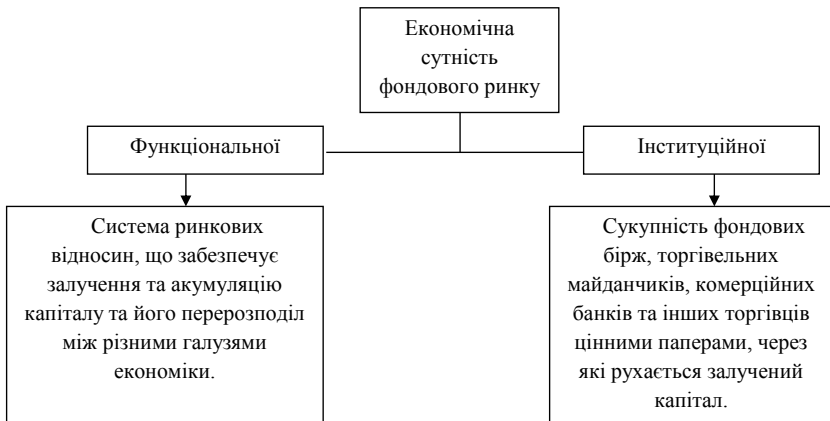 Економічна
сутність
фондового ринку
Функціональної
Інституційної
Система ринкових
відносин, що забезпечує
залучення та акумуляцію
капіталу та його перерозподіл
між різними галузями
економіки.
Сукупність фондових
бірж, торгівельних
майданчиків, комерційних
банків та інших торгівців
цінними паперами, через
які рухається залучений
капітал.